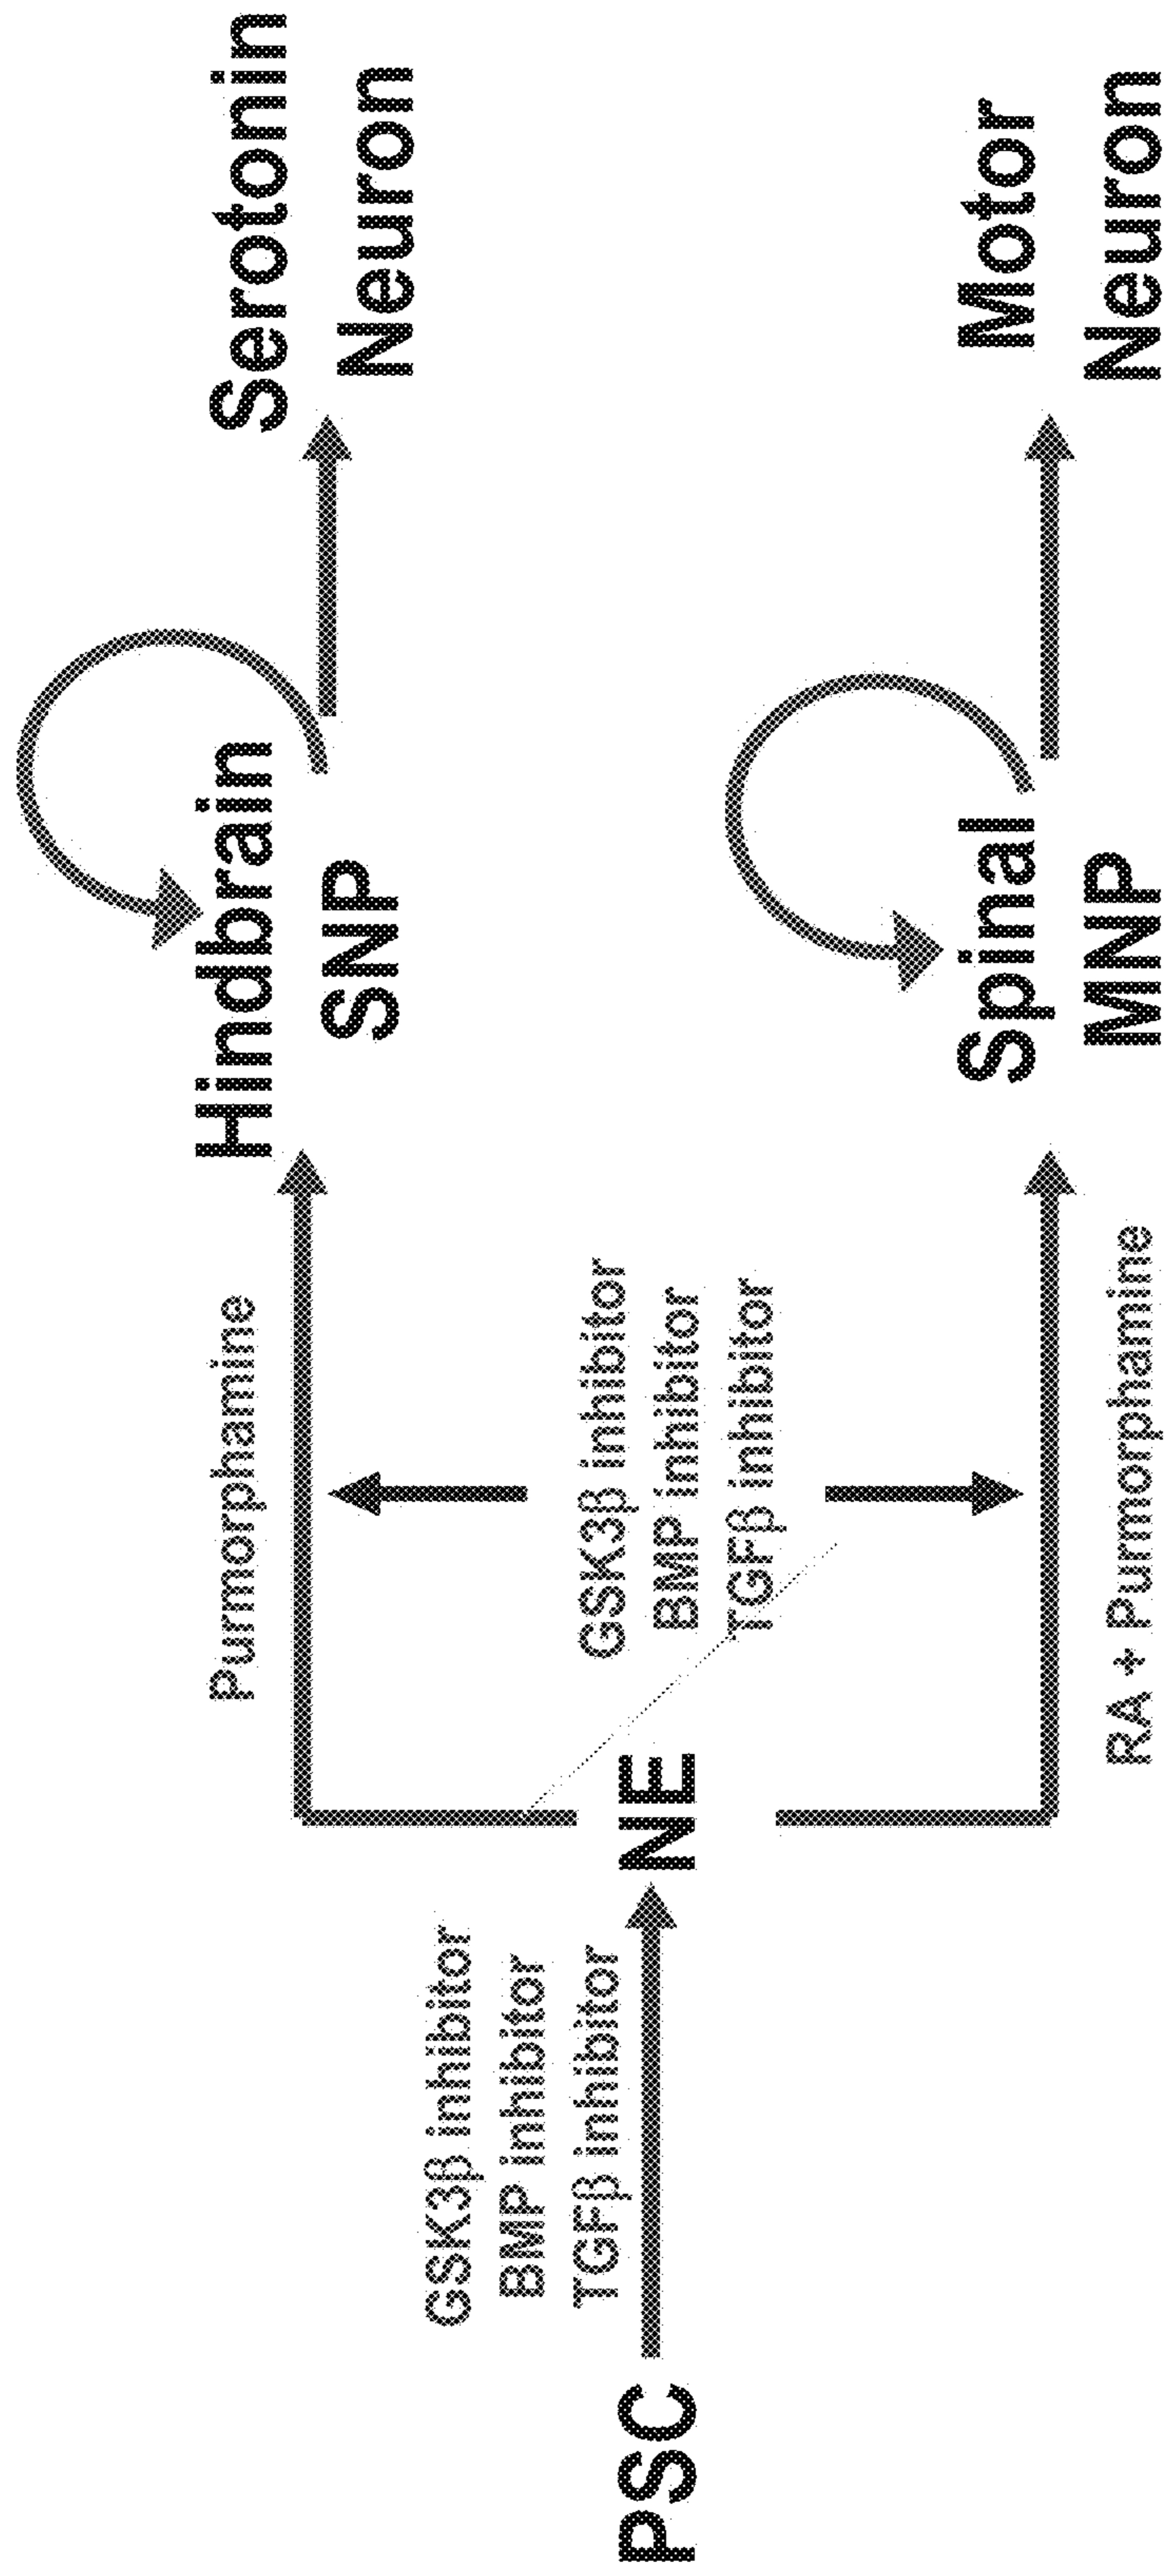 PSC
GSK3β inhibitor
BMP inhibitor
TGFβ inhibitor
NE
Purmorphamine
GSK3β inhibitor
BMP inhibitor
TGFβ inhibitor
RA + Purmorphamine
Hindbrain
SNP
Serotonin
Neuron
Spinal
MNP
Motor
Neuron